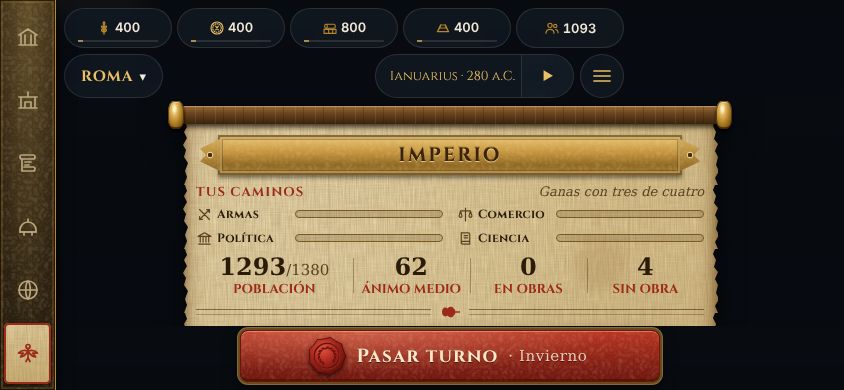 400
400
800
400
1093
ROMA ▾
Ianuarius · 280 a.C.
IMPERIO
TUS CAMINOS
Ganas con tres de cuatro
Armas
Comercio
Política
Ciencia
1293/1380
62
0
4
POBLACIÓN
ÁNIMO MEDIO
EN OBRAS
SIN OBRA
Pasar turno · Invierno